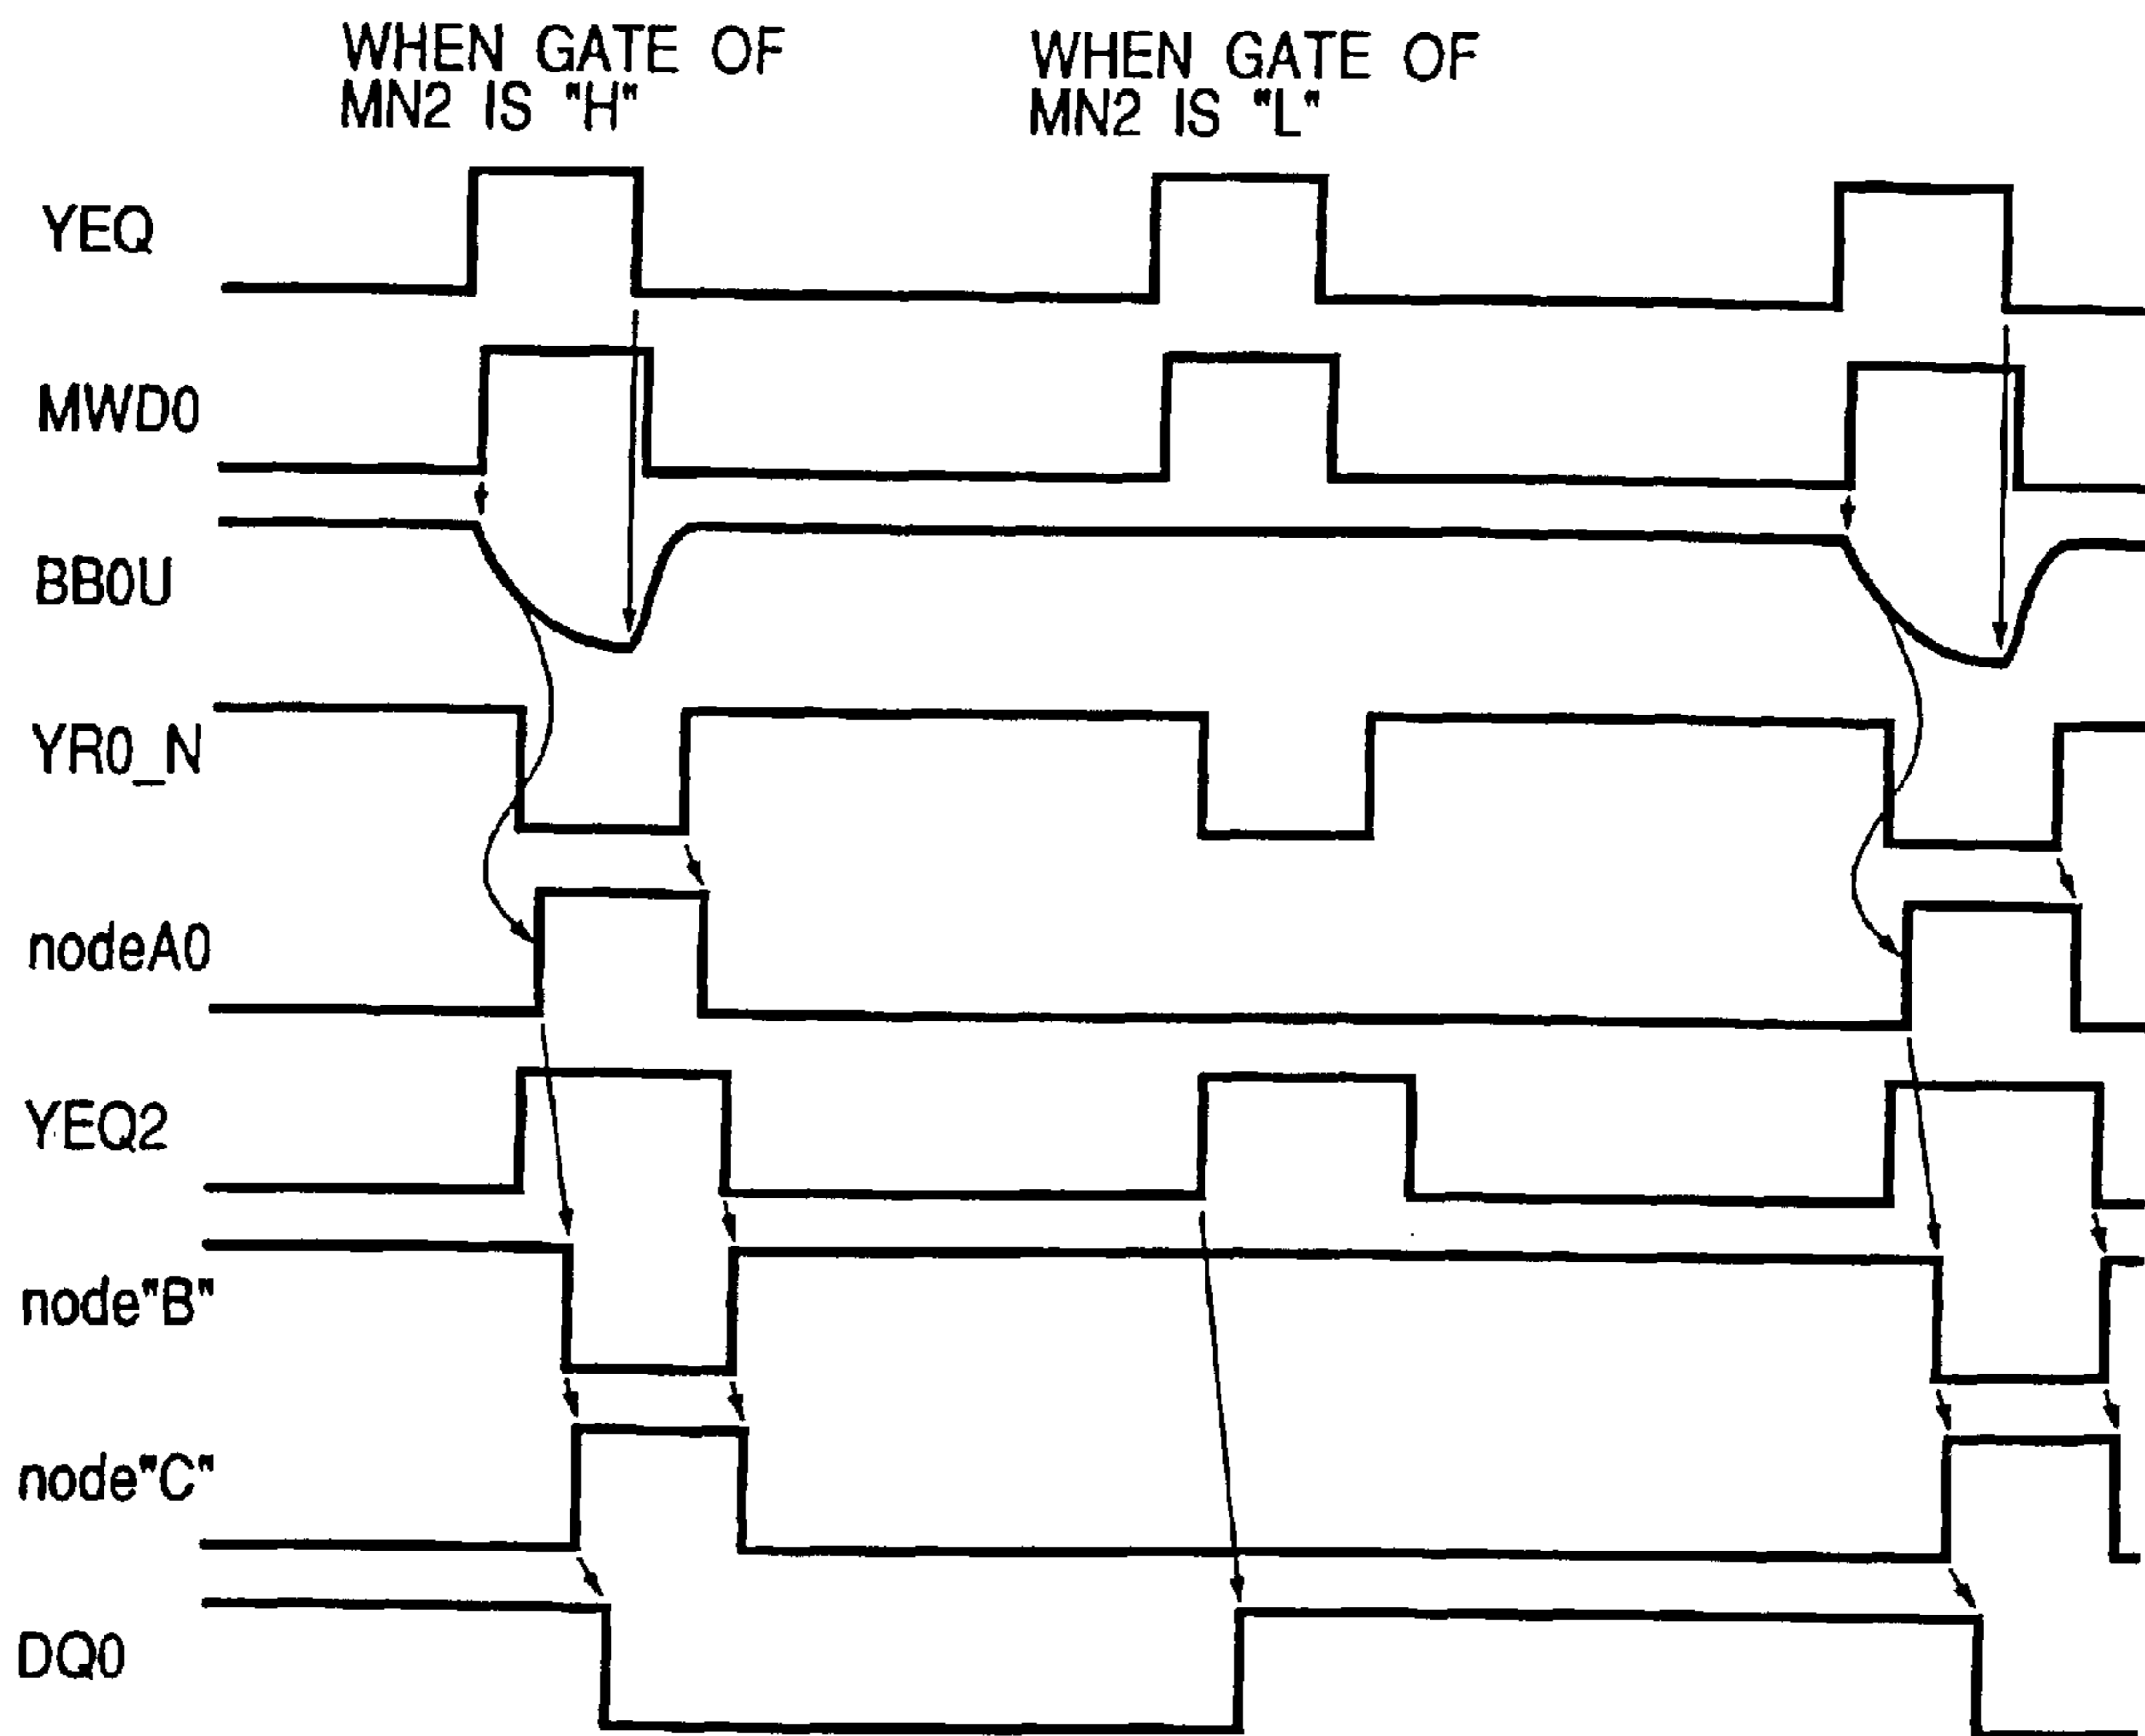 WHEN GATE OF
MN2 IS "H"
WHEN GATE OF
MN2 IS "L"
YEQ
MWD0
BB0U
YR0_N
nodeA0
YEQ2
node"B"
node"C"
DQ0